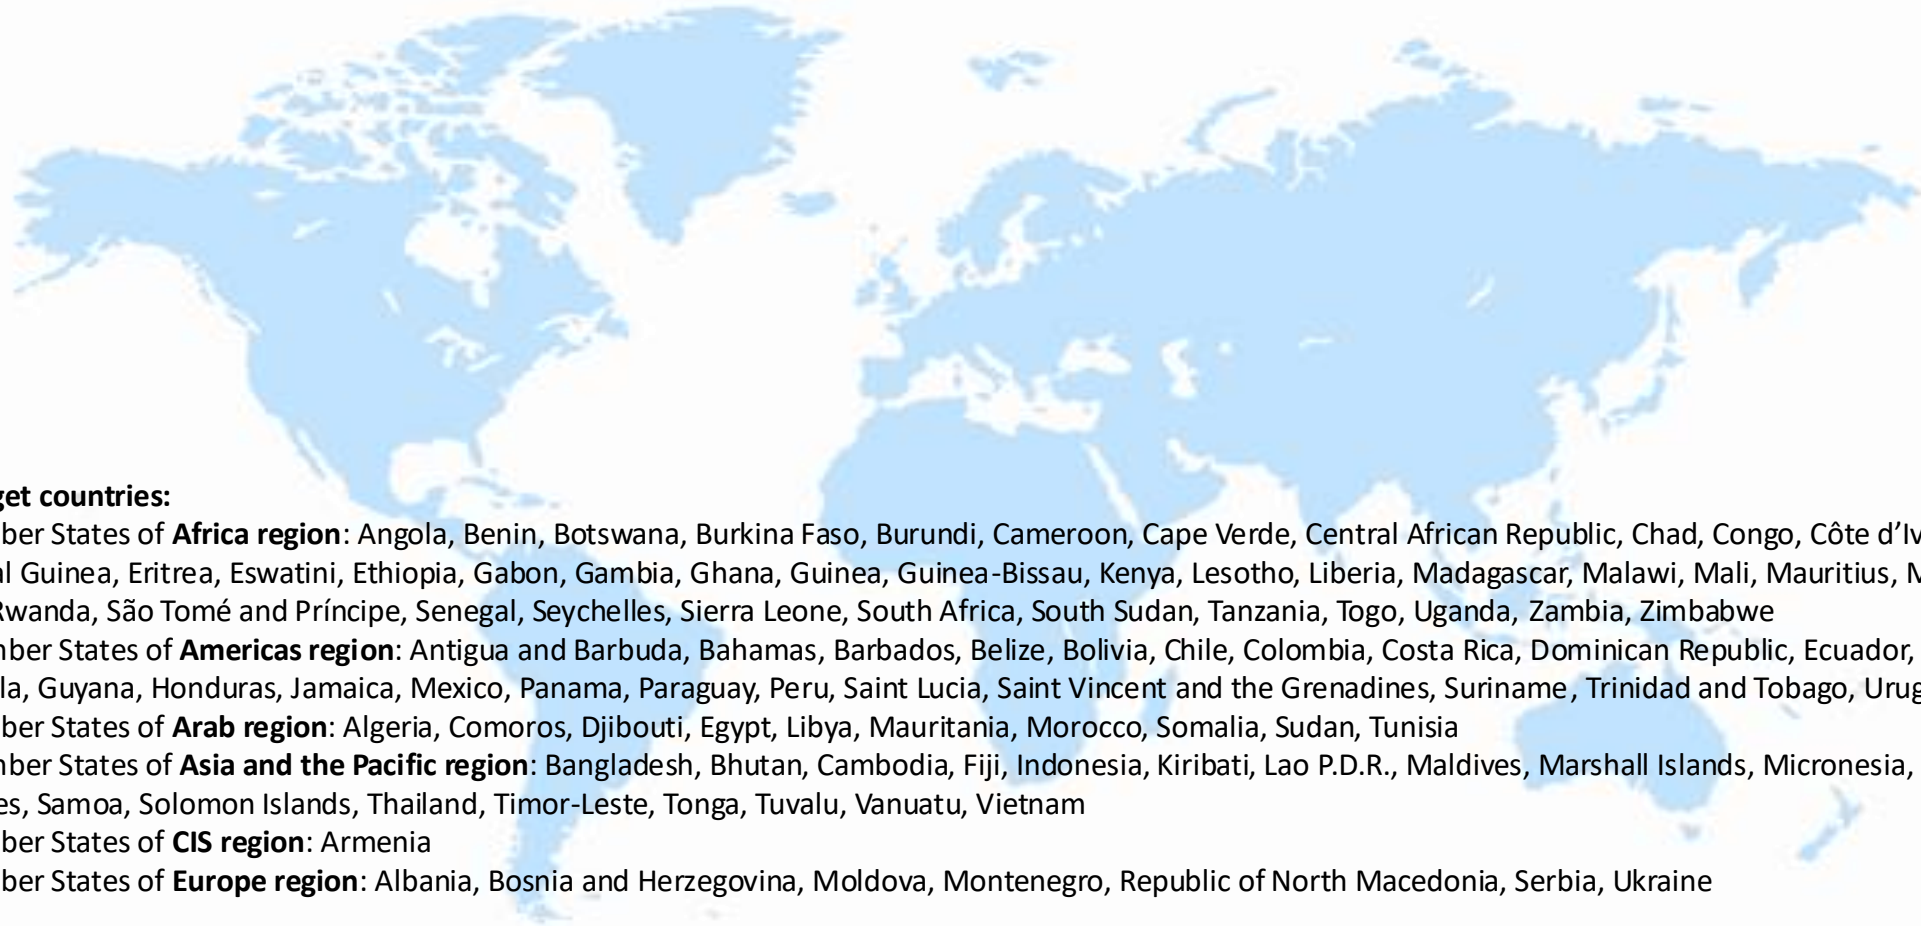 get countries:
ber States of Africa region: Angola, Benin, Botswana, Burkina Faso, Burundi, Cameroon, Cape Verde, Central African Republic, Chad, Congo, Côte d’Iv
al Guinea, Eritrea, Eswatini, Ethiopia, Gabon, Gambia, Ghana, Guinea, Guinea-Bissau, Kenya, Lesotho, Liberia, Madagascar, Malawi, Mali, Mauritius,
Rwanda, São Tomé and Príncipe, Senegal, Seychelles, Sierra Leone, South Africa, South Sudan, Tanzania, Togo, Uganda, Zambia, Zimbabwe
ber States of Americas region: Antigua and Barbuda, Bahamas, Barbados, Belize, Bolivia, Chile, Colombia, Costa Rica, Dominican Republic, Ecuador,
la, Guyana, Honduras, Jamaica, Mexico, Panama, Paraguay, Peru, Saint Lucia, Saint Vincent and the Grenadines, Suriname, Trinidad and Tobago, Urug
ber States of Arab region: Algeria, Comoros, Djibouti, Egypt, Libya, Mauritania, Morocco, Somalia, Sudan, Tunisia
ber States of Asia and the Pacific region: Bangladesh, Bhutan, Cambodia, Fiji, Indonesia, Kiribati, Lao P.D.R., Maldives, Marshall Islands, Micronesia,
es, Samoa, Solomon Islands, Thailand, Timor-Leste, Tonga, Tuvalu, Vanuatu, Vietnam
ber States of CIS region: Armenia
ber States of Europe region: Albania, Bosnia and Herzegovina, Moldova, Montenegro, Republic of North Macedonia, Serbia, Ukraine